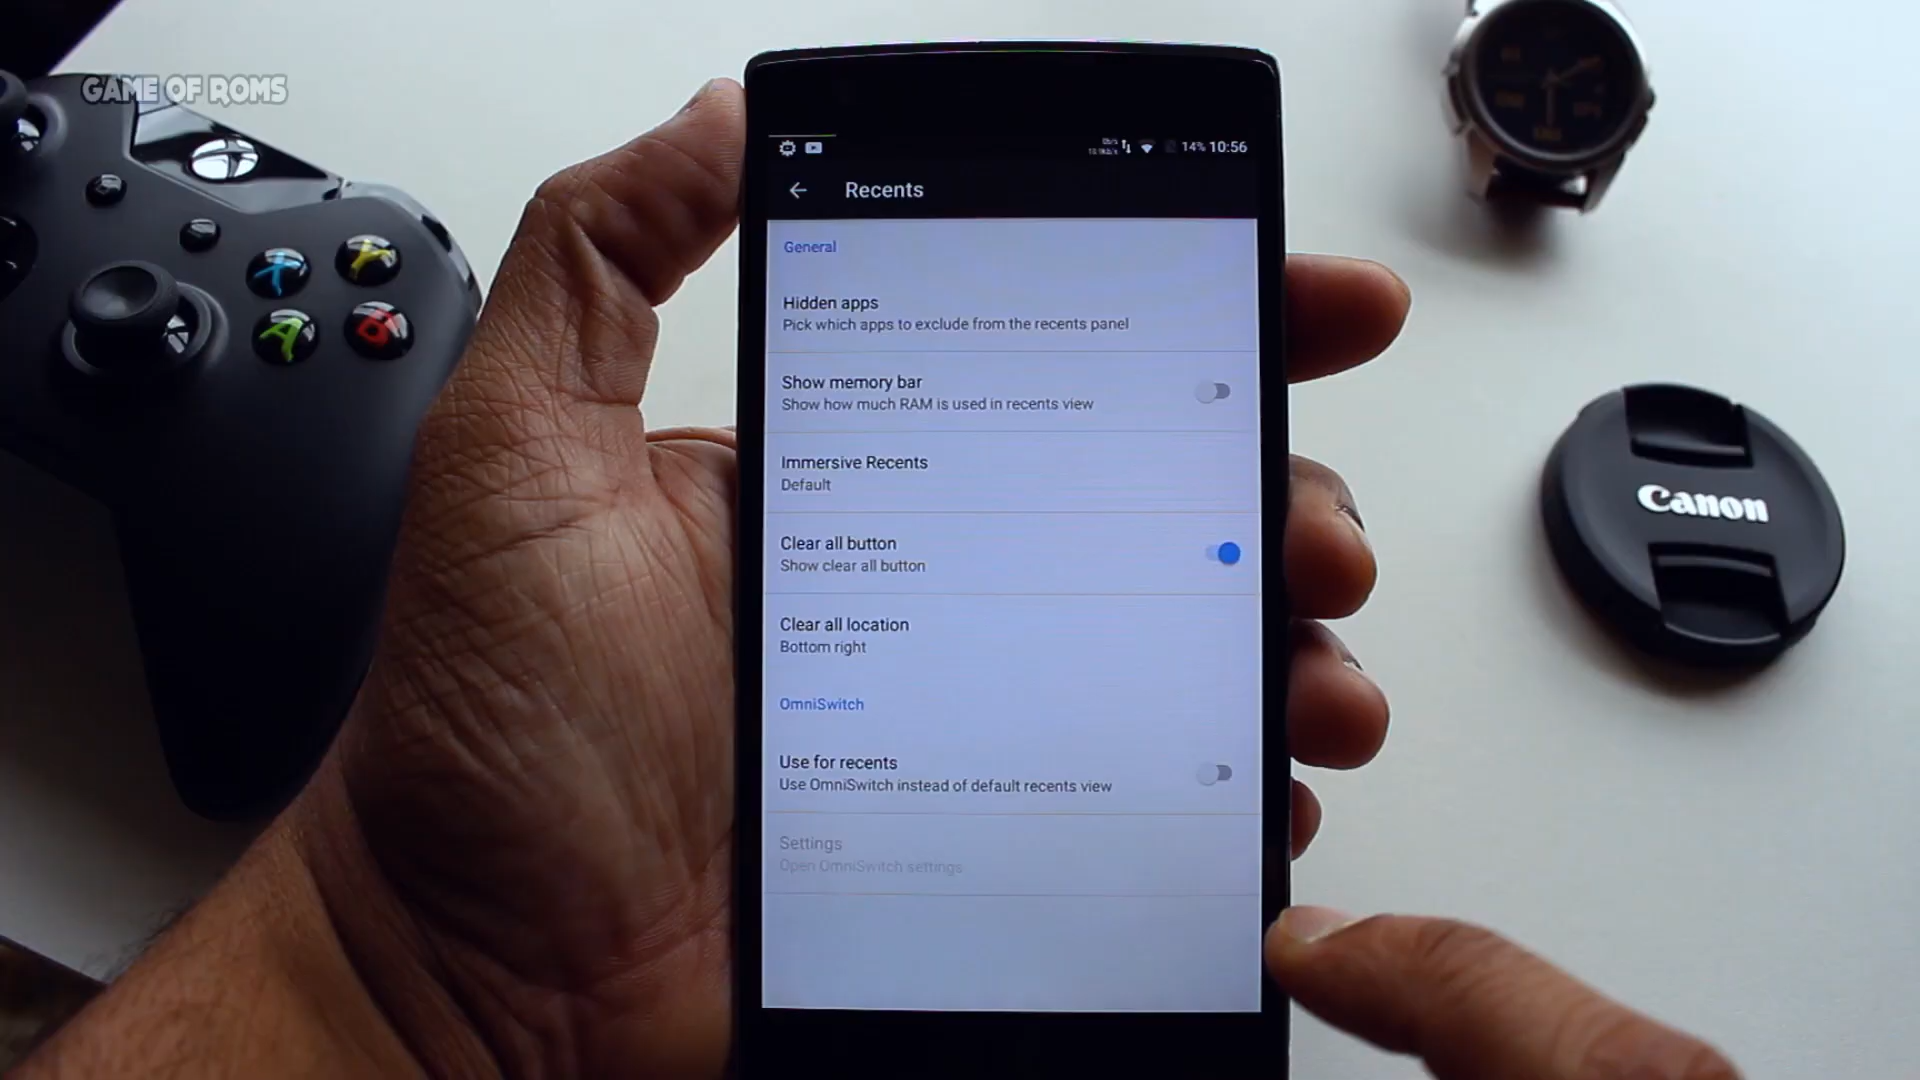 GAME OF ROMS
14% 10:56
Recents
General
Hidden apps
Pick which apps to exclude from the recents panel
Show memory bar
Show how much RAM is used in recents view
Immersive Recents
Default
Clear all button
Show clear all button
Clear all location
Bottom right
OmniSwitch
Use for recents
Use OmniSwitch instead of default recents view
Settings
Open OmniSwitch settings
X
Y
A
B
Canon